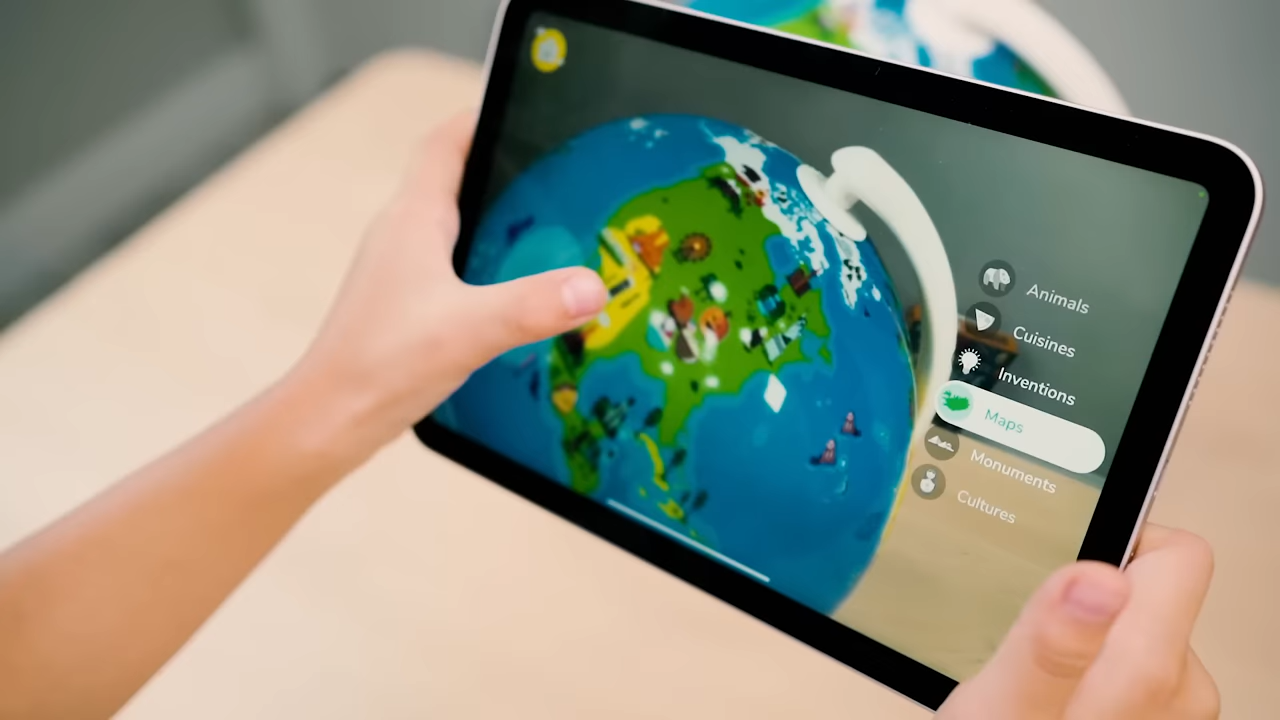 Animals
Cuisines
Inventions
Maps
Monuments
Cultures